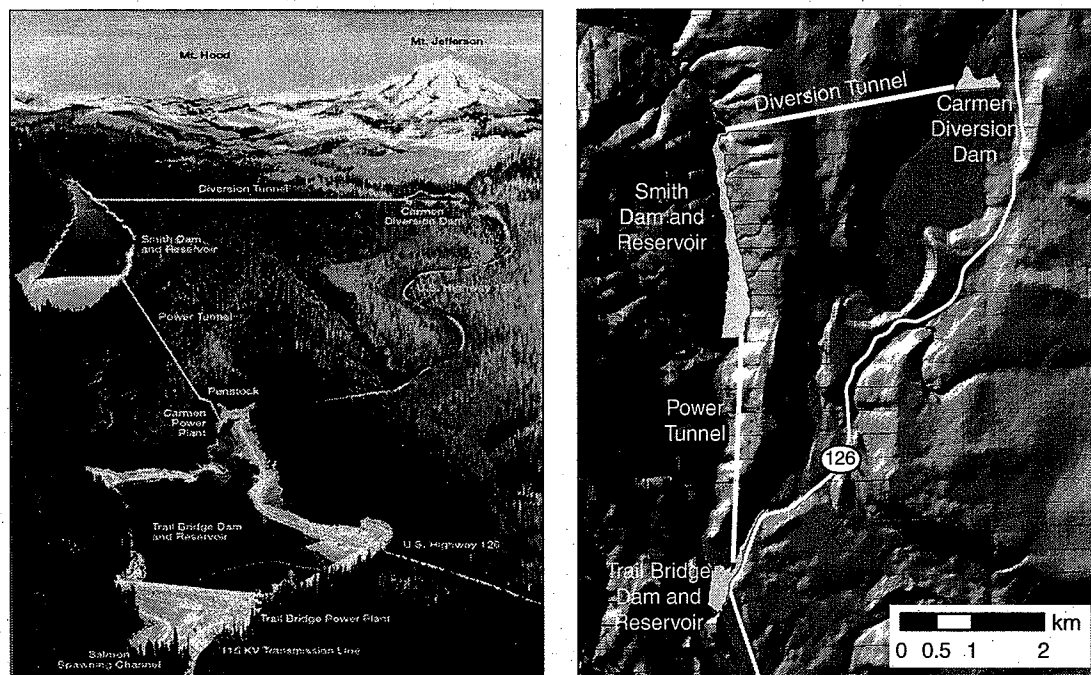 Mt. Hood
Mt. Jefferson
Diversion Tunnel
Carmen
Diversion Dam
Smith Dam
and Reservoir
U.S. Highway
Power Tunnel
Penstock
Carmen
Power
Plant
Trail Bridge Dam
and Reservoir
U.S. Highway 126
Trail Bridge Power Plant
Salmon
Spawning Channel
115 KV Transmission Line
Diversion Tunnel
Carmen
Diversion
Dam
Smith
Dam and
Reservoir
Power
Tunnel
126
Trail Bridge
Dam and
Reservoir
km
0 0.5 1 2